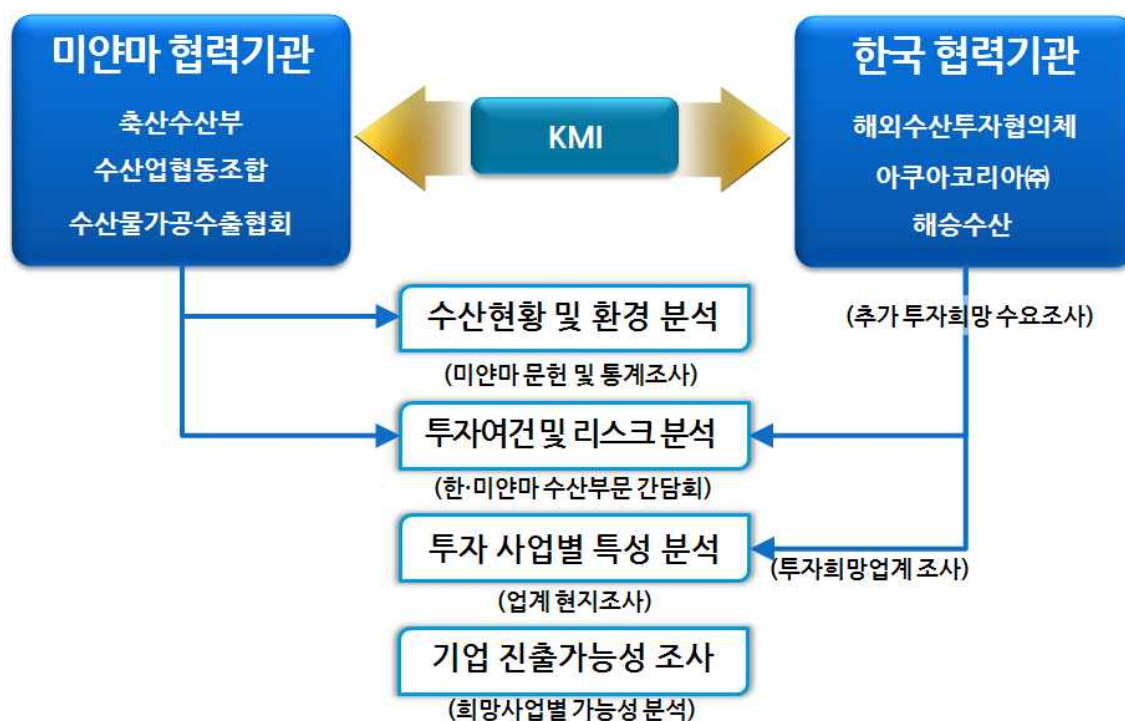 미얀마 협력기관
축산수산부
수산업협동조합
수산물가공수출협회
KMI
한국 협력기관
해외수산투자협의체
아쿠아코리아㈜
해승수산
수산현황 및 환경 분석
(추가 투자희망 수요조사)
(미얀마 문헌 및 통계조사)
투자여건 및 리스크 분석
(한·미얀마 수산부문 간담회)
투자 사업별 특성 분석
(투자희망업계 조사)
(업계 현지조사)
기업 진출가능성 조사
(희망사업별 가능성 분석)